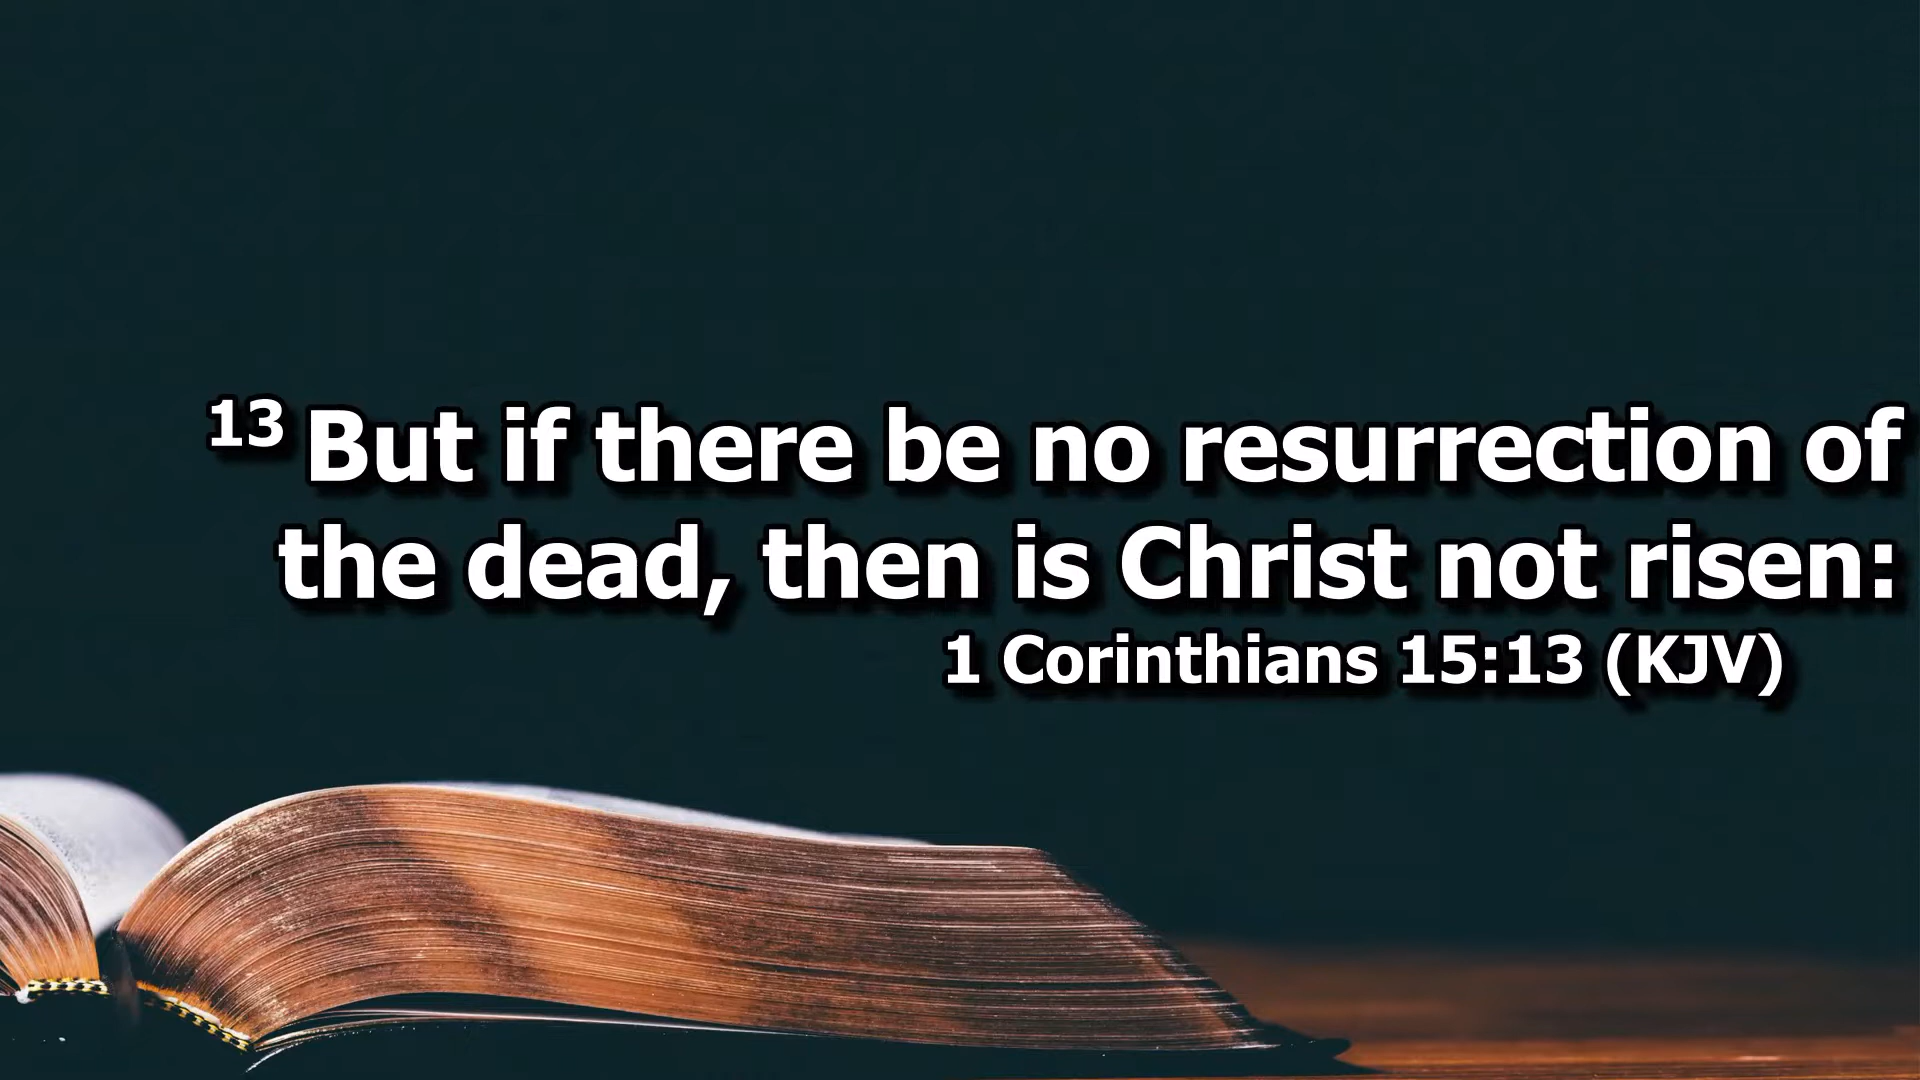 13 But if there be no resurrection of
the dead, then is Christ not risen:
1 Corinthians 15:13 (KJV)